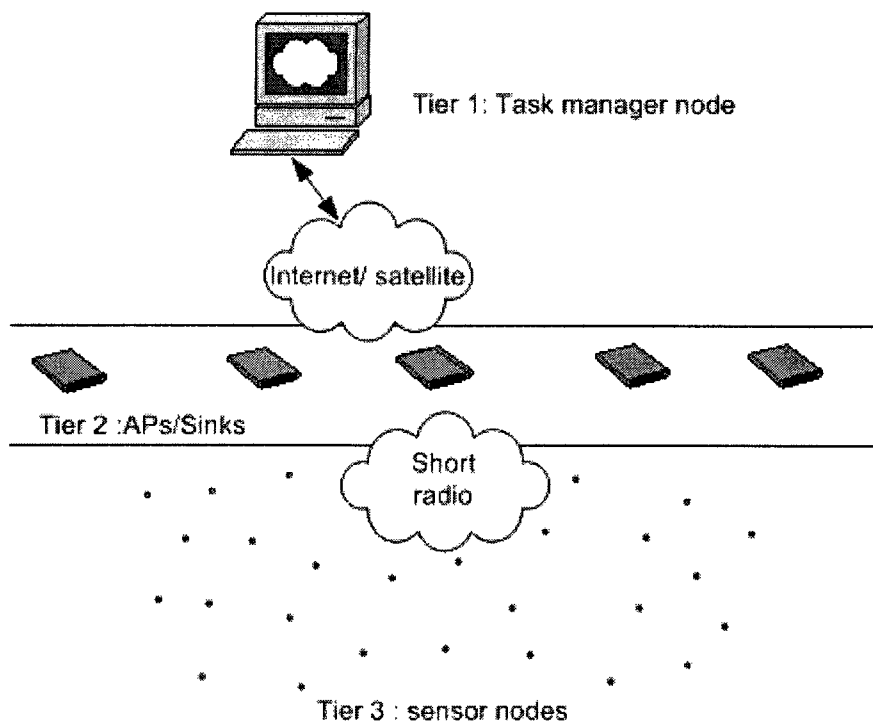 Tier 1: Task manager node
Internet/ satellite
Tier 2 :APs/Sinks
Short
radio
Tier 3 : sensor nodes